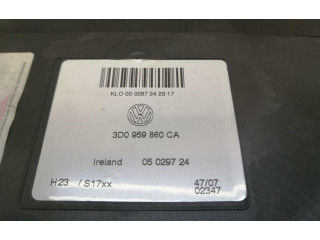 KLO 05 0297 24 23 17
3D0 959 860 CA
Ireland 05 0297 24
H23 / S17xx 47/07
02347